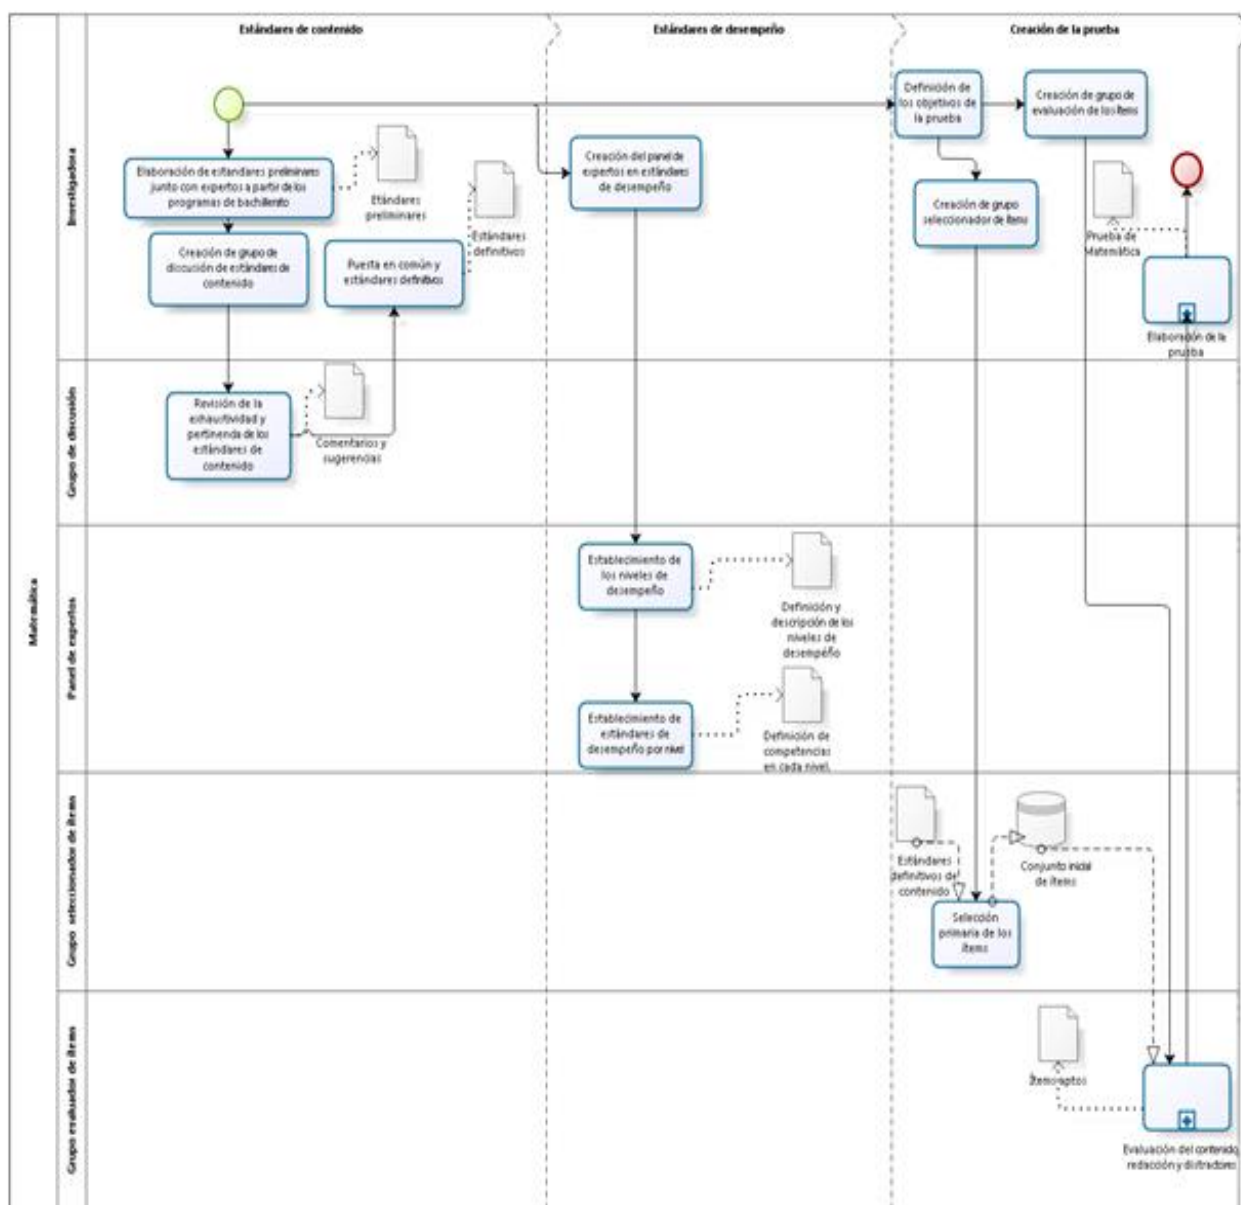 Estándares de contenido
Estándares de desempeño
Creación de la prueba
Matemática
Investigadora
Elaboración de estandares preliminares
junto con expertos a partir de los
programas de bachillerito
Etándares
preliminares
Creación de grupo de
discusión de estándares de
contenido
Puesta en común y
estándares definitivos
Estándares
definitivos
Creación del panel de
expertos en estándares
de desempeño
Definición de
los objetivos de
la prueba
Creación de grupo de
evaluación de los ítems
Creación de grupo
seleccionador de ítems
Prueba de
Matemática
Elaboración de la
prueba
Grupo de discusión
Revisión de la
exhaustividad y
pertinencia de los
estándares de
contenido
Comentarios y
sugerencias
Panel de expertos
Establecimiento de
los niveles de
desempeño
Definición y
descripción de los
niveles de
desempéño
Establecimiento de
estándares de
desempeño por nivel
Definición de
competencias
en cada nivel.
Grupo seleccionador de ítems
Estándares
definitivos de
contenido
Conjunto inicial
de ítems
Selección
primaria de los
ítems
Grupo evaluador de ítems
Ítems aptos
Evaluación del contenido,
redacción y distractores